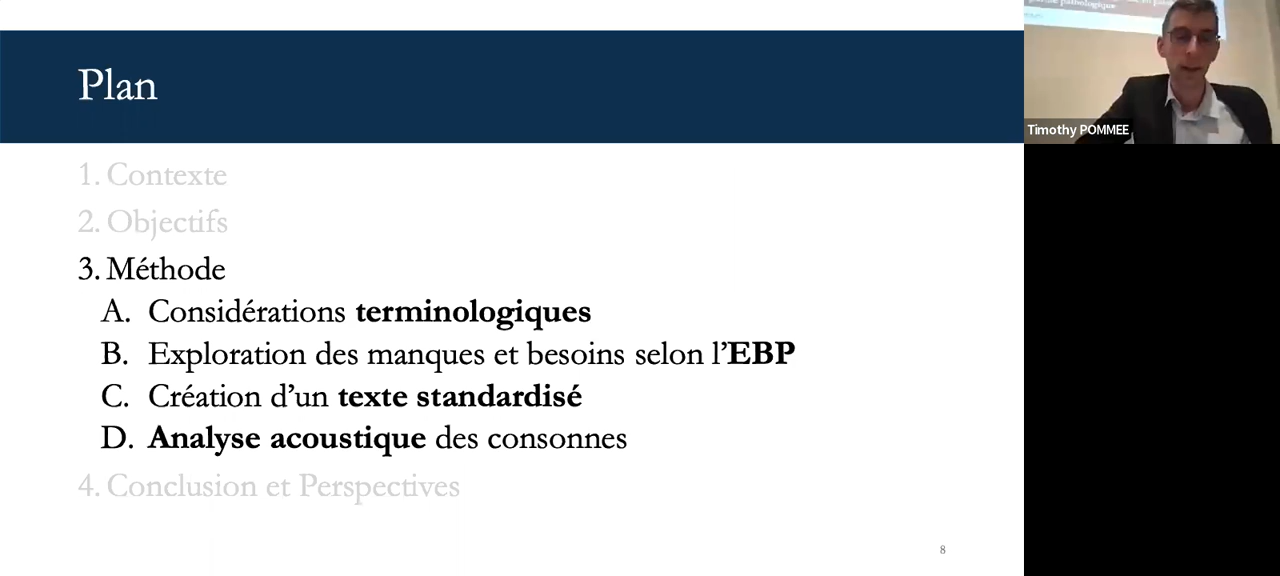 Plan
1. Contexte
2. Objectifs
3. Méthode
A. Considérations terminologiques
B. Exploration des manques et besoins selon l’EBP
C. Création d’un texte standardisé
D. Analyse acoustique des consonnes
4. Conclusion et Perspectives
8
pathologique
Timothy POMMEE